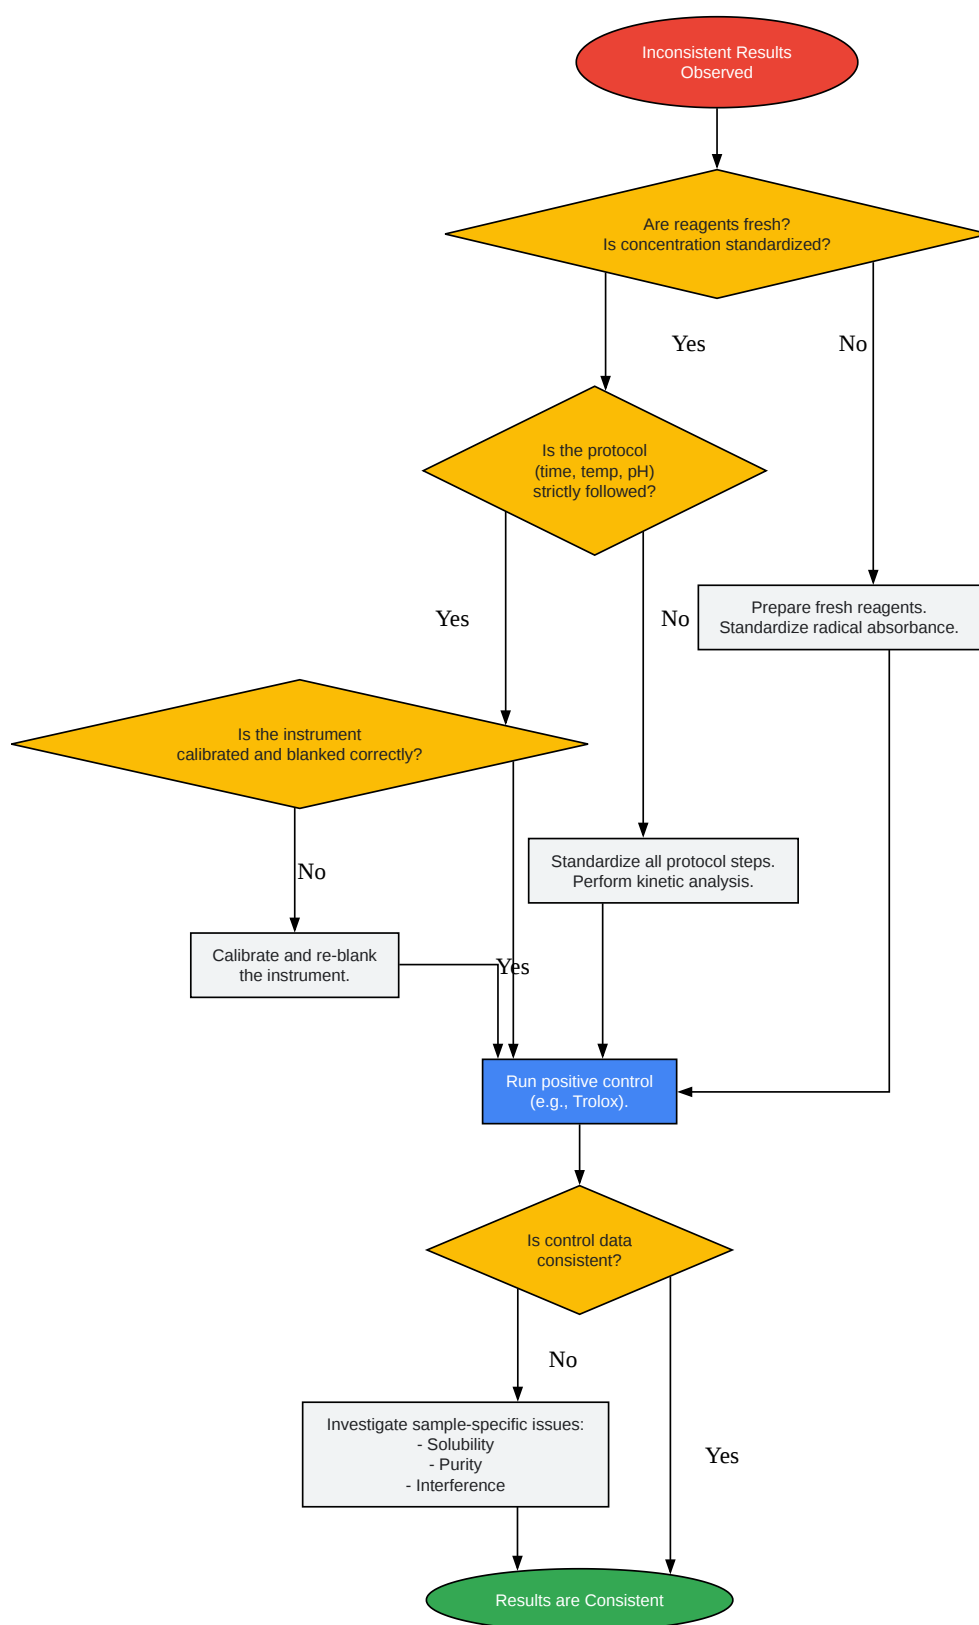 Inconsistent Results
Observed
Are reagents fresh?
Is concentration standardized?
Yes
No
Is the protocol
(time, temp, pH)
strictly followed?
Prepare fresh reagents.
Standardize radical absorbance.
Yes
No
Is the instrument
calibrated and blanked correctly?
Standardize all protocol steps.
Perform kinetic analysis.
No
Calibrate and re-blank
the instrument.
Yes
Run positive control
(e.g., Trolox).
Is control data
consistent?
No
Investigate sample-specific issues:
- Solubility
- Purity
- Interference
Yes
Results are Consistent